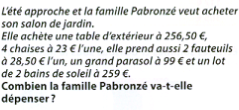 L'été approche et la famille Pabronzé veut acheter
son salon de jardin.
Elle achète une table d'extérieur à 256,50 €,
4 chaises à 23 € l'une, elle prend aussi 2 fauteuils
à 28,50 € l'un, un grand parasol à 99 € et un lot
de 2 bains de soleil à 259 €.
Combien la famille Pabronzé va-t-elle
dépenser ?